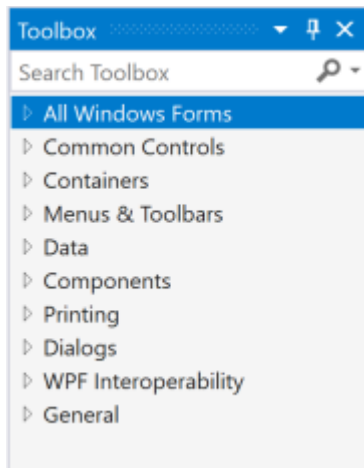 Toolbox
Search Toolbox
All Windows Forms
Common Controls
Containers
Menus & Toolbars
Data
Components
Printing
Dialogs
WPF Interoperability
General